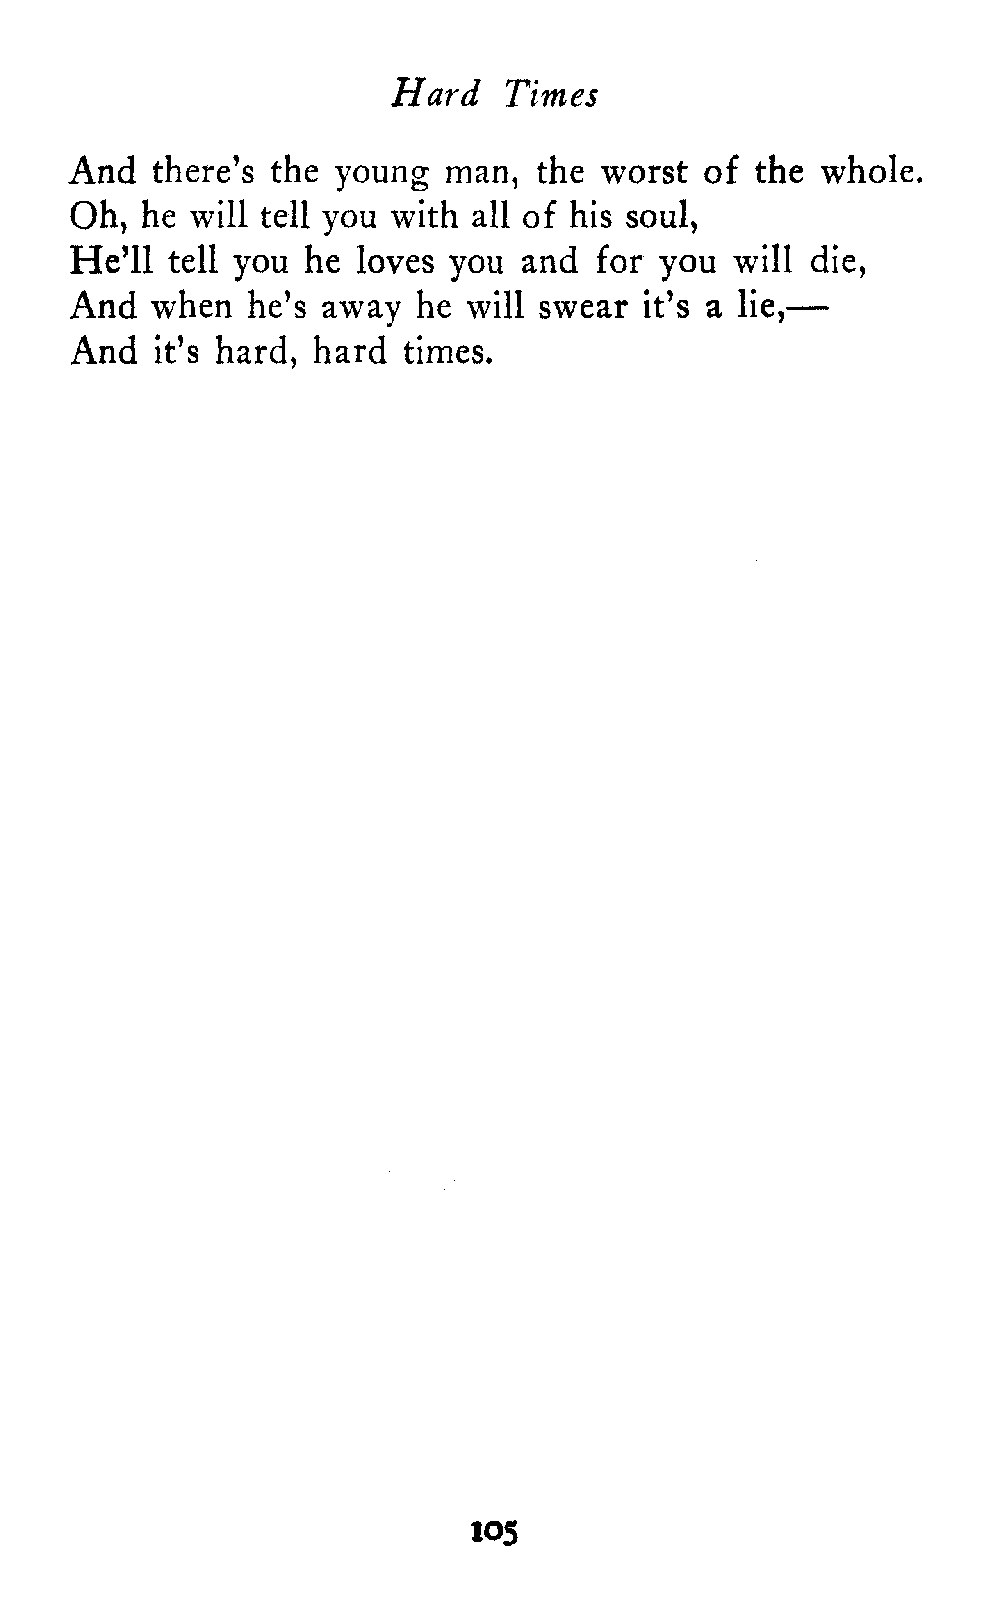 Hard Times
And there's the young man, the worst of the whole.
Oh, he will tell you with all of his soul,
He'll tell you he loves you and for you will die,
And when he's away he will swear it's a lie,—
And it's hard, hard times.
105